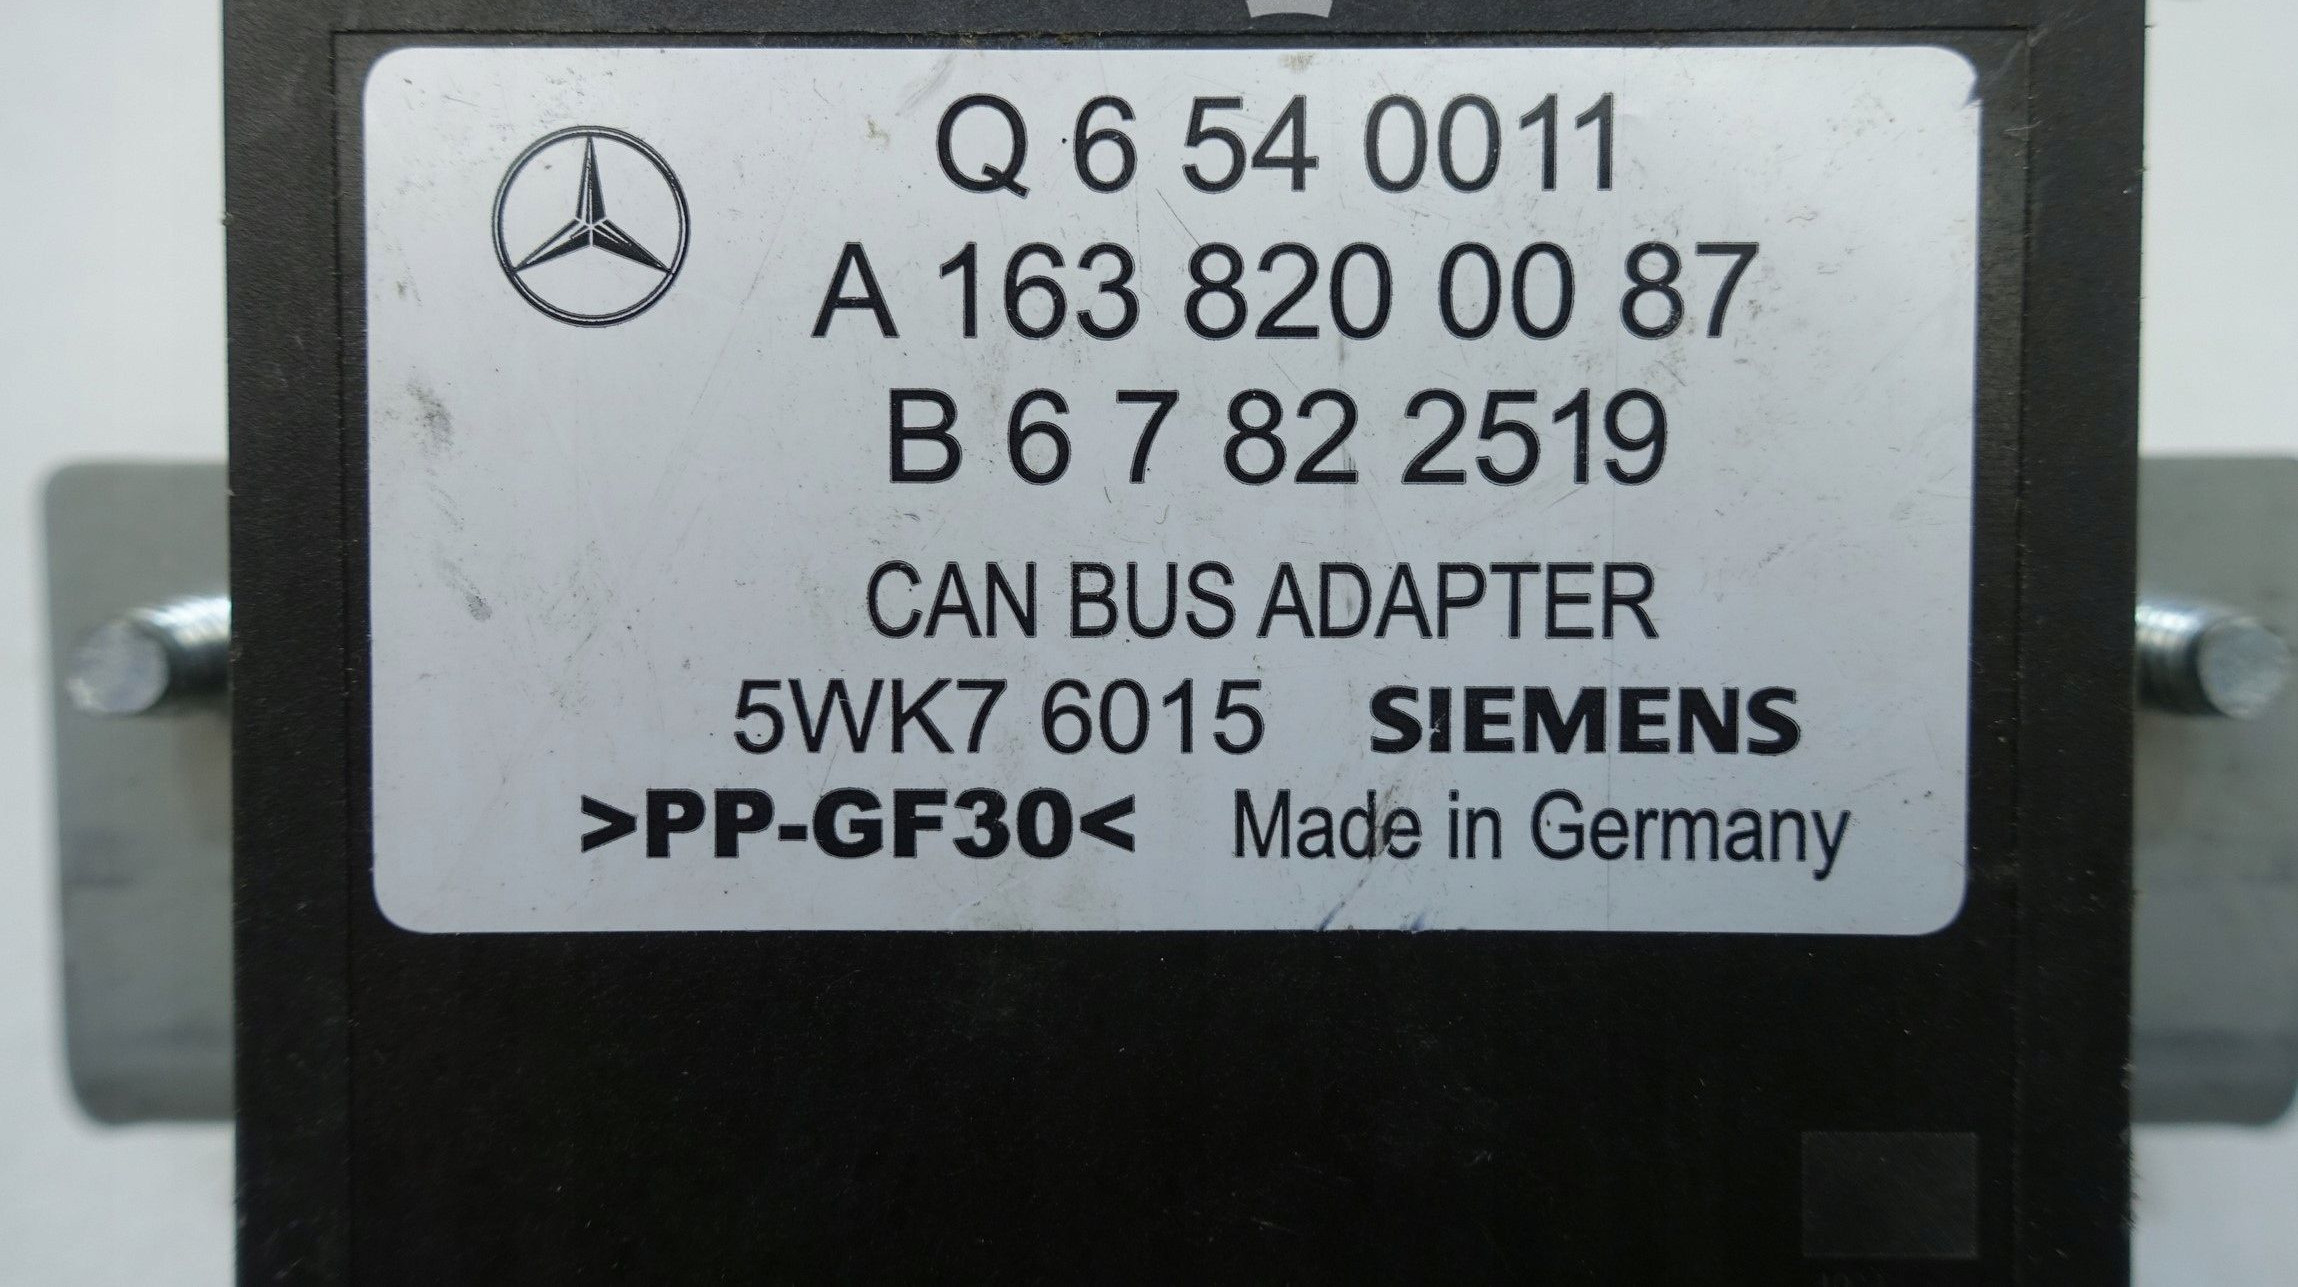 Q 6 54 0011
A 163 820 00 87
B 6 7 82 2519
CAN BUS ADAPTER
5WK7 6015 SIEMENS
>PP-GF30< Made in Germany